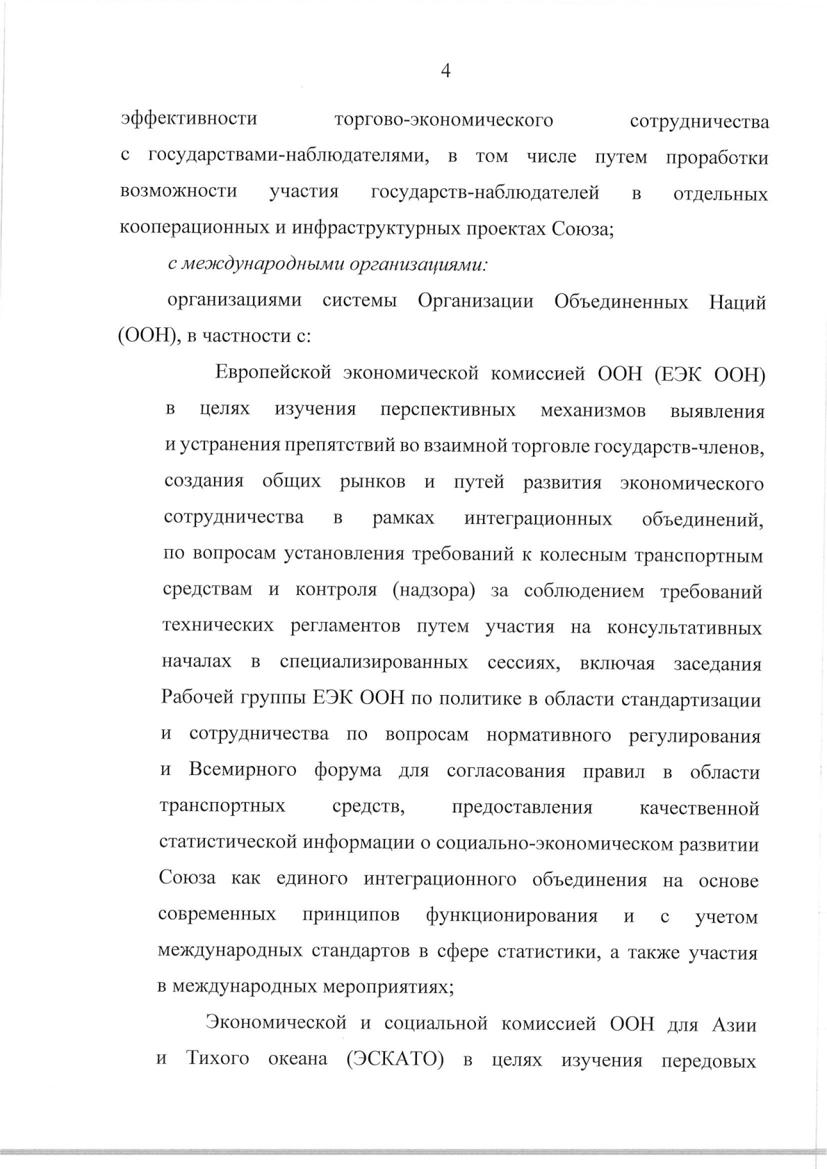 4
эффективности торгово-экономического сотрудничества
с государствами-наблюдателями, в том числе путем проработки
возможности участия государств-наблюдателей в отдельных
кооперационных и инфраструктурных проектах Союза;
с международными организациями:
организациями системы Организации Объединенных Наций
(ООН), в частности с:
Европейской экономической комиссией ООН (ЕЭК ООН)
в целях изучения перспективных механизмов выявления
и устранения препятствий во взаимной торговле государств-членов,
создания общих рынков и путей развития экономического
сотрудничества в рамках интеграционных объединений,
по вопросам установления требований к колесным транспортным
средствам и контроля (надзора) за соблюдением требований
технических регламентов путем участия на консультативных
началах в специализированных сессиях, включая заседания
Рабочей группы ЕЭК ООН по политике в области стандартизации
и сотрудничества по вопросам нормативного регулирования
и Всемирного форума для согласования правил в области
транспортных средств, предоставления качественной
статистической информации о социально-экономическом развитии
Союза как единого интеграционного объединения на основе
современных принципов функционирования и с учетом
международных стандартов в сфере статистики, а также участия
в международных мероприятиях;
Экономической и социальной комиссией ООН для Азии
и Тихого океана (ЭСКАТО) в целях изучения передовых